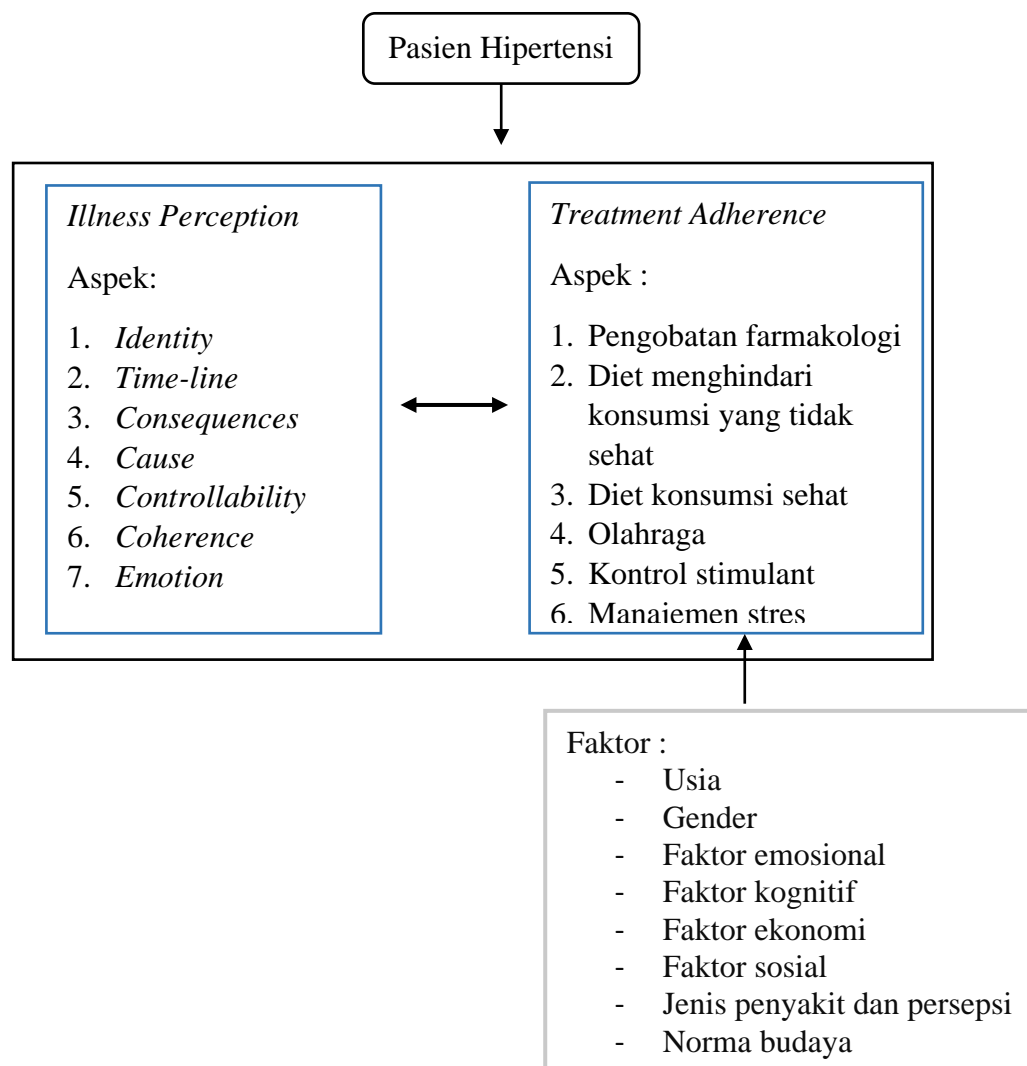 Pasien Hipertensi
Illness Perception
Aspek:
1. Identity
2. Time-line
3. Consequences
4. Cause
5. Controllability
6. Coherence
7. Emotion
Treatment Adherence
Aspek :
1. Pengobatan farmakologi
2. Diet menghindari
konsumsi yang tidak
sehat
3. Diet konsumsi sehat
4. Olahraga
5. Kontrol stimulant
6. Manajemen stres
Faktor :
- Usia
- Gender
- Faktor emosional
- Faktor kognitif
- Faktor ekonomi
- Faktor sosial
- Jenis penyakit dan persepsi
- Norma budaya